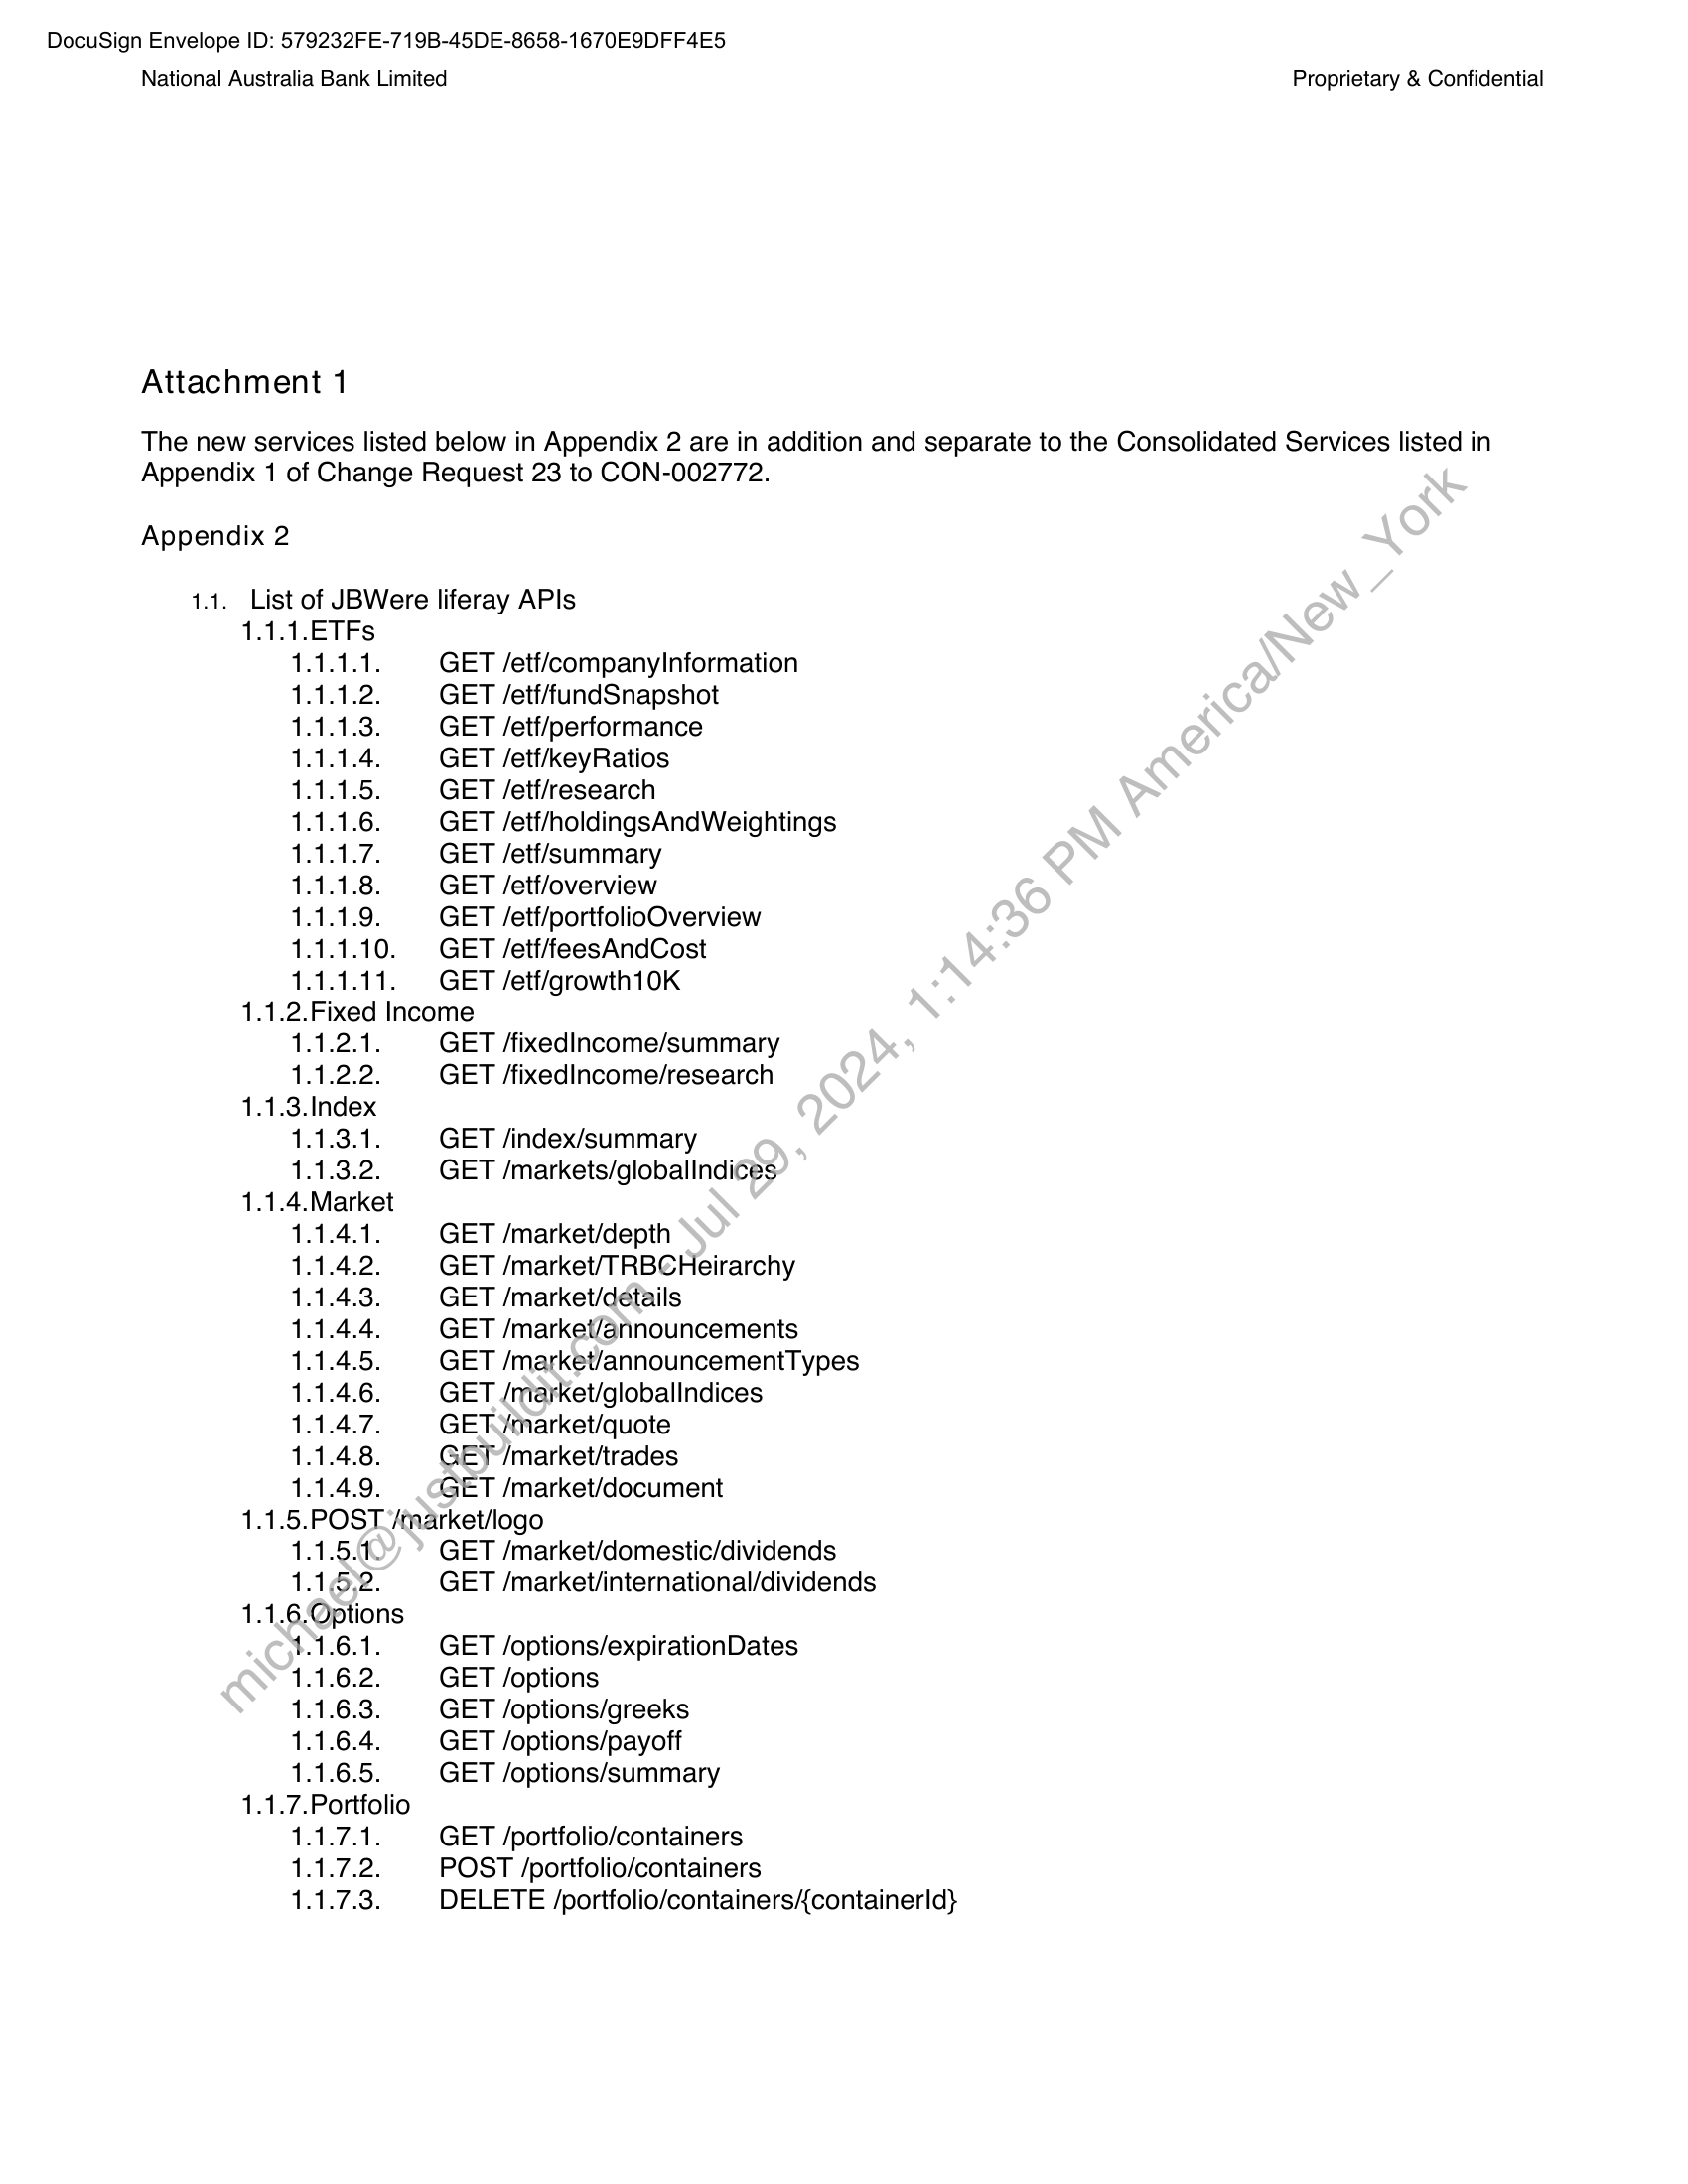 DocuSign Envelope ID: 579232FE-719B-45DE-8658-1670E9DFF4E5
National Australia Bank Limited Proprietary & Confidential
Attachment 1
The new services listed below in Appendix 2 are in addition and separate to the Consolidated Services listed in
Appendix 1 of Change Request 23 to CON-002772.
Appendix 2
1.1. List of JBWere liferay APIs
1.1.1.ETFs
1.1.1.1. GET /etf/companyInformation
1.1.1.2. GET /etf/fundSnapshot
1.1.1.3. GET /etf/performance
1.1.1.4. GET /etf/keyRatios
1.1.1.5. GET /etf/research
1.1.1.6. GET /etf/holdingsAndWeightings
1.1.1.7. GET /etf/summary
1.1.1.8. GET /etf/overview
1.1.1.9. GET /etf/portfolioOverview
1.1.1.10. GET /etf/feesAndCost
1.1.1.11. GET /etf/growth10K
1.1.2.Fixed Income
1.1.2.1. GET /fixedIncome/summary
1.1.2.2. GET /fixedIncome/research
1.1.3.Index
1.1.3.1. GET /index/summary
1.1.3.2. GET /markets/globalIndices
1.1.4.Market
1.1.4.1. GET /market/depth
1.1.4.2. GET /market/TRBCHeirarchy
1.1.4.3. GET /market/details
1.1.4.4. GET /market/announcements
1.1.4.5. GET /market/announcementTypes
1.1.4.6. GET /market/globalIndices
1.1.4.7. GET /market/quote
1.1.4.8. GET /market/trades
1.1.4.9. GET /market/document
1.1.5.POST /market/logo
1.1.5.1. GET /market/domestic/dividends
1.1.5.2. GET /market/international/dividends
1.1.6.Options
1.1.6.1. GET /options/expirationDates
1.1.6.2. GET /options
1.1.6.3. GET /options/greeks
1.1.6.4. GET /options/payoff
1.1.6.5. GET /options/summary
1.1.7.Portfolio
1.1.7.1. GET /portfolio/containers
1.1.7.2. POST /portfolio/containers
1.1.7.3. DELETE /portfolio/containers/{containerId}
michael@justbuildit.com - Jul 29, 2024, 1:14:36 PM America/New_York